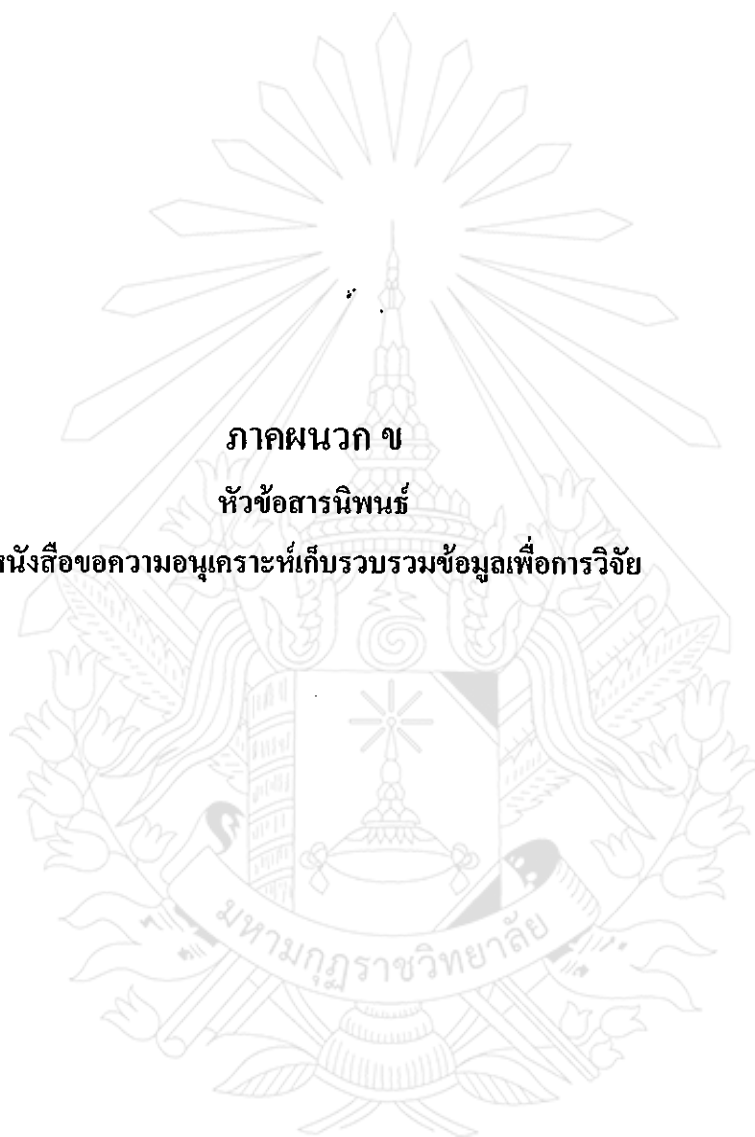 ภาคผนวก ข
หัวข้อสารนิพนธ์
หนังสือขอความอนุเคราะห์เก็บรวบรวมข้อมูลเพื่อการวิจัย
มหามกุฏราชวิทยาลัย